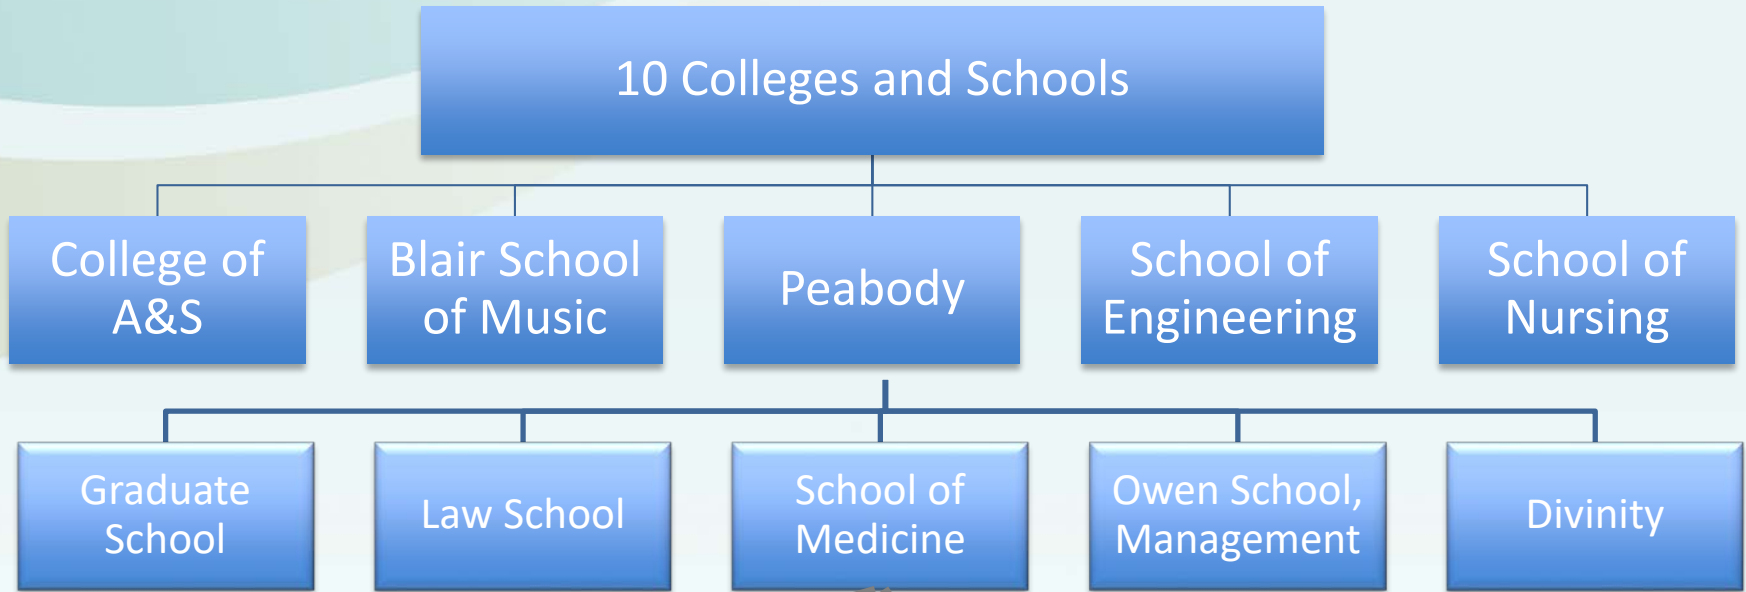 10 Colleges and Schools
College of
A&S
Blair School
of Music
Peabody
School of
Engineering
School of
Nursing
Graduate
School
Law School
School of
Medicine
Owen School,
Management
Divinity